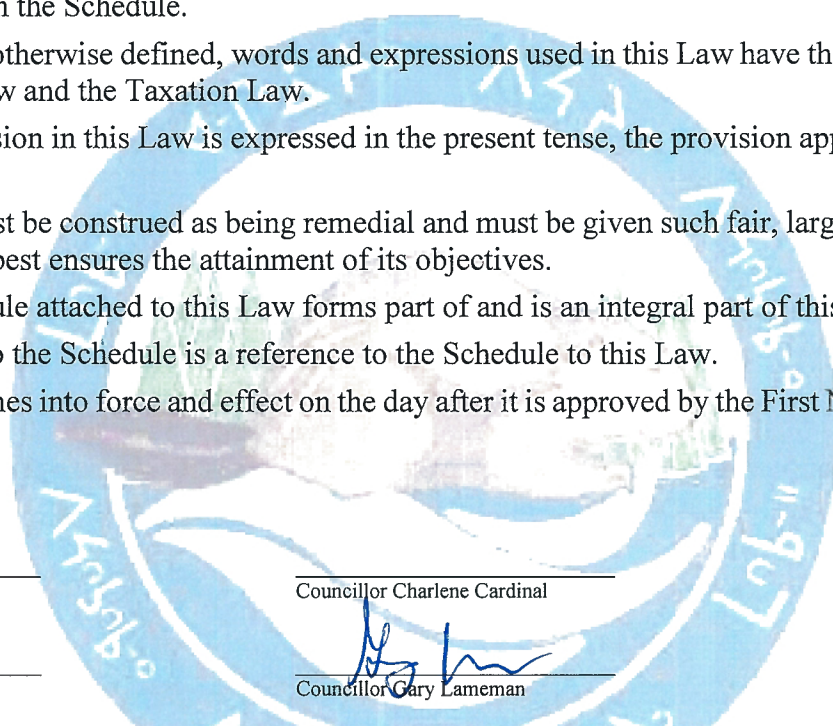 n the Schedule.
otherwise defined, words and expressions used in this Law have th
w and the Taxation Law.
sion in this Law is expressed in the present tense, the provision app
st be construed as being remedial and must be given such fair, larg
best ensures the attainment of its objectives.
ule attached to this Law forms part of and is an integral part of this
o the Schedule is a reference to the Schedule to this Law.
nes into force and effect on the day after it is approved by the First N
Councillor Charlene Cardinal
Councillor Gary Lameman